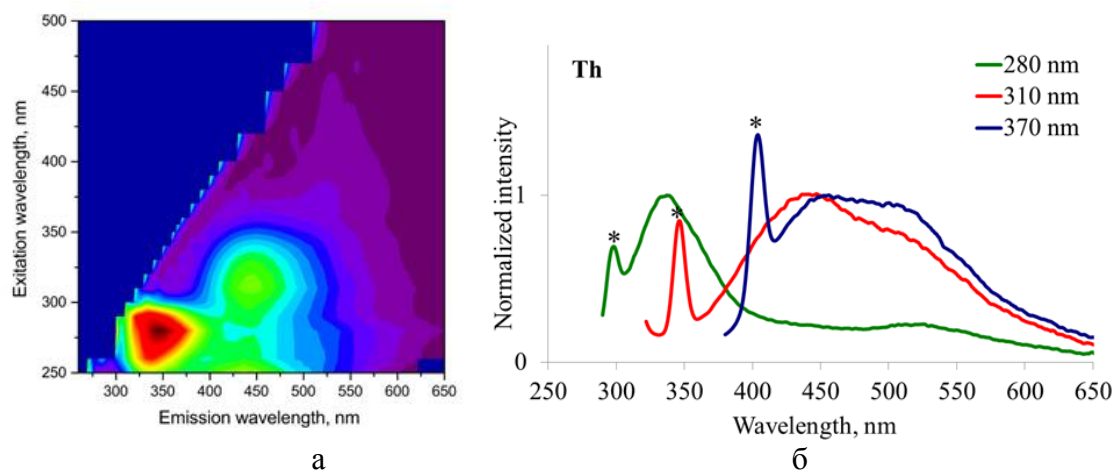 500
450
400
350
300
250
Exitation wavelength, nm
300 350 400 450 500 550 600 650
Emission wavelength, nm
а
Th
280 nm
310 nm
370 nm
* * *
1
0
Normalized intensity
250 300 350 400 450 500 550 600 650
Wavelength, nm
б